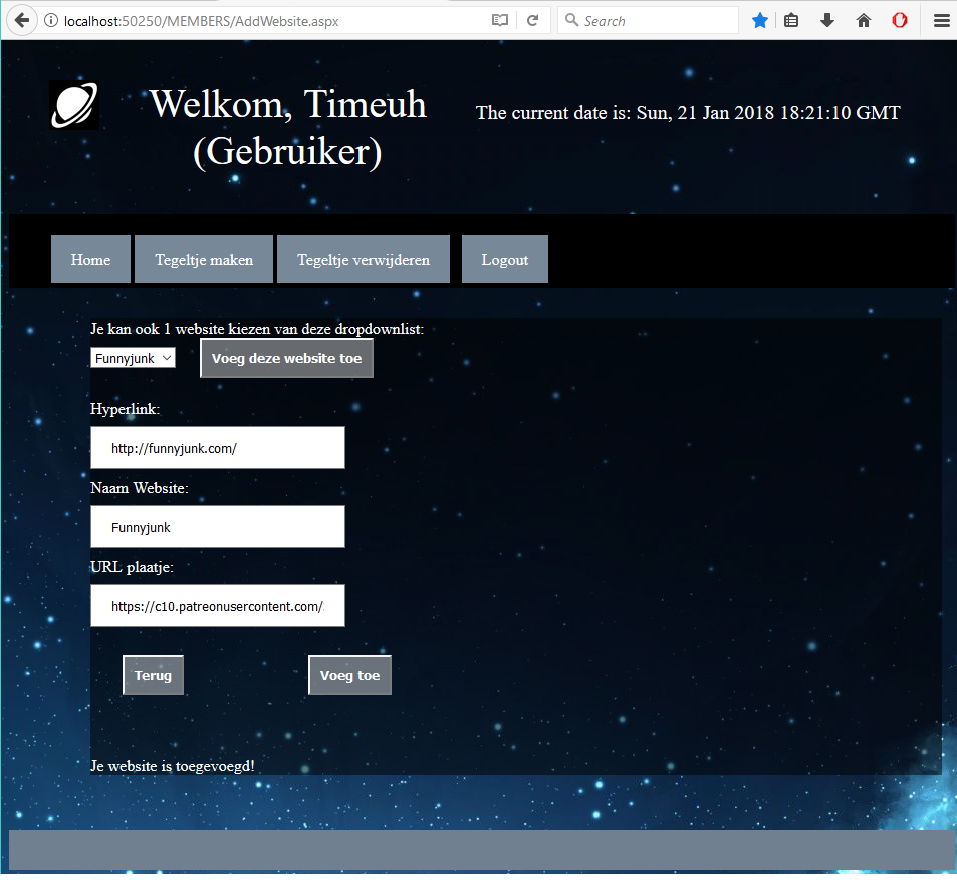 localhost:50250/MEMBERS/AddWebsite.aspx
Search
Welkom, Timeuh
(Gebruiker)
The current date is: Sun, 21 Jan 2018 18:21:10 GMT
Home
Tegeltje maken
Tegeltje verwijderen
Logout
Je kan ook 1 website kiezen van deze dropdownlist:
Funnyjunk
Voeg deze website toe
Hyperlink:
http://funnyjunk.com/
Naam Website:
Funnyjunk
URL plaatje:
https://c10.patreonusercontent.com/
Terug
Voeg toe
Je website is toegevoegd!